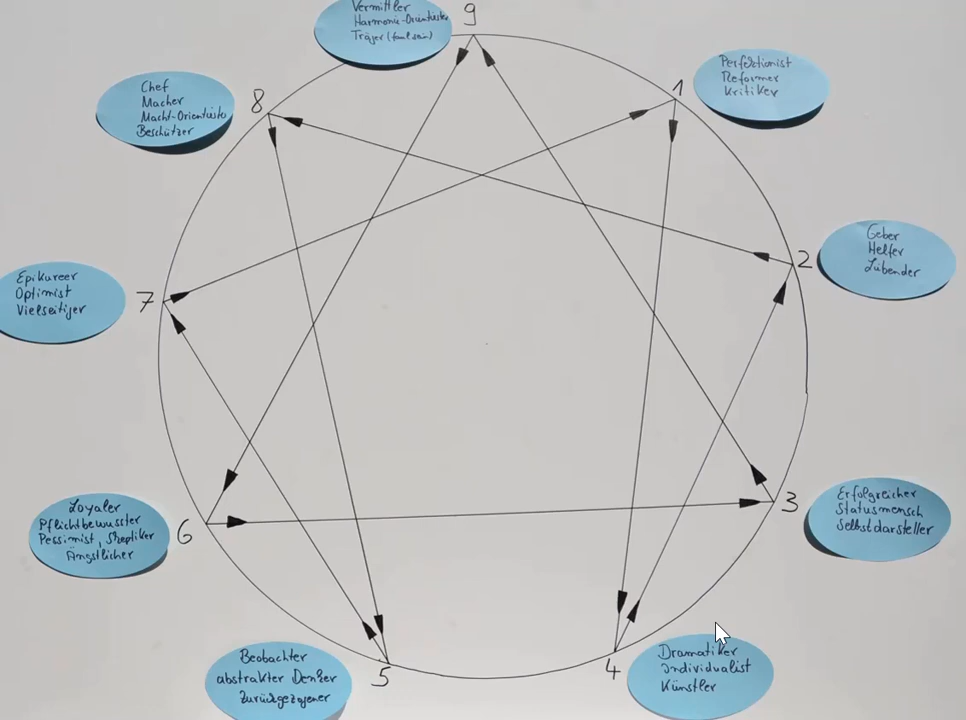 Vermittler
Harmonie-Orientierter
Träger (faul sein)
9
Perfektionist
Reformer
Kritiker
1
Chef
Macher
Macht-Orientierter
Beschützer
8
Geber
Helfer
Liebender
2
Epikureer
Optimist
Vielseitiger
7
Erfolgreicher
Statusmensch
Selbstdarsteller
3
Loyaler
Pflichtbewusster
Pessimist, Skeptiker
Ängstlicher
6
Beobachter
abstrakter Denker
Zurückgezogener
5
Dramatiker
Individualist
Künstler
4